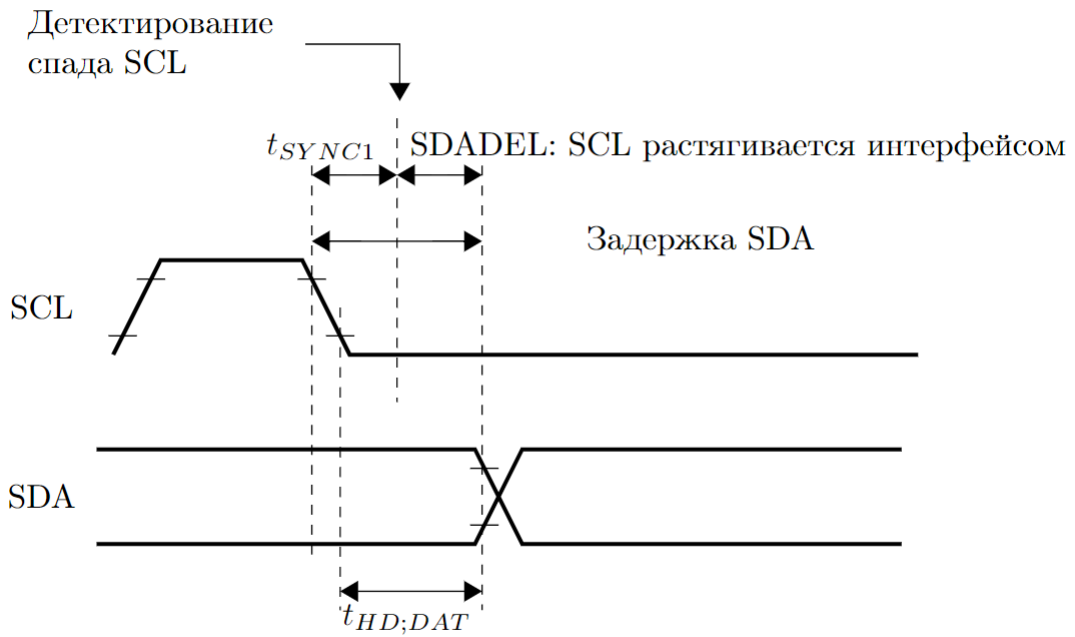 Детектирование
спада SCL
tSYNC1
SDADEL: SCL растягивается интерфейсом
Задержка SDA
SCL
SDA
tHD;DAT